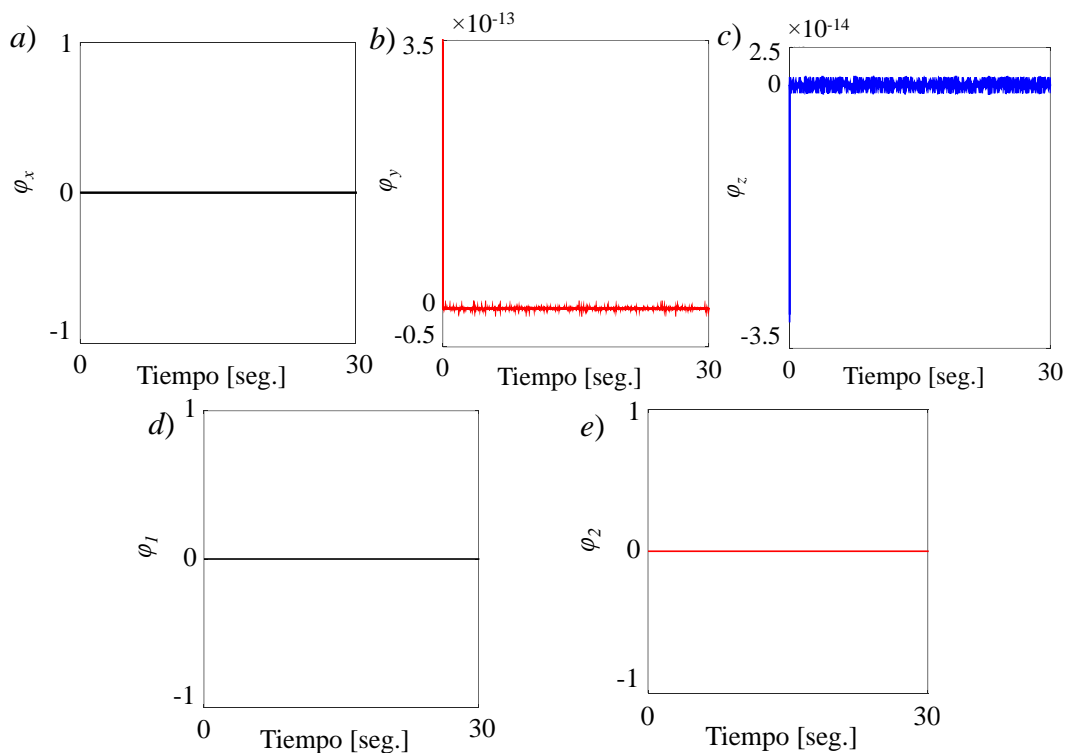 a)
1
φx
0
-1
0
30
Tiempo [seg.]
b)
×10-13
3.5
φy
0
-0.5
0
30
Tiempo [seg.]
c)
×10-14
2.5
0
φz
-3.5
0
30
Tiempo [seg.]
d)
1
φ1
0
-1
0
30
Tiempo [seg.]
e)
1
φ2
0
-1
0
30
Tiempo [seg.]